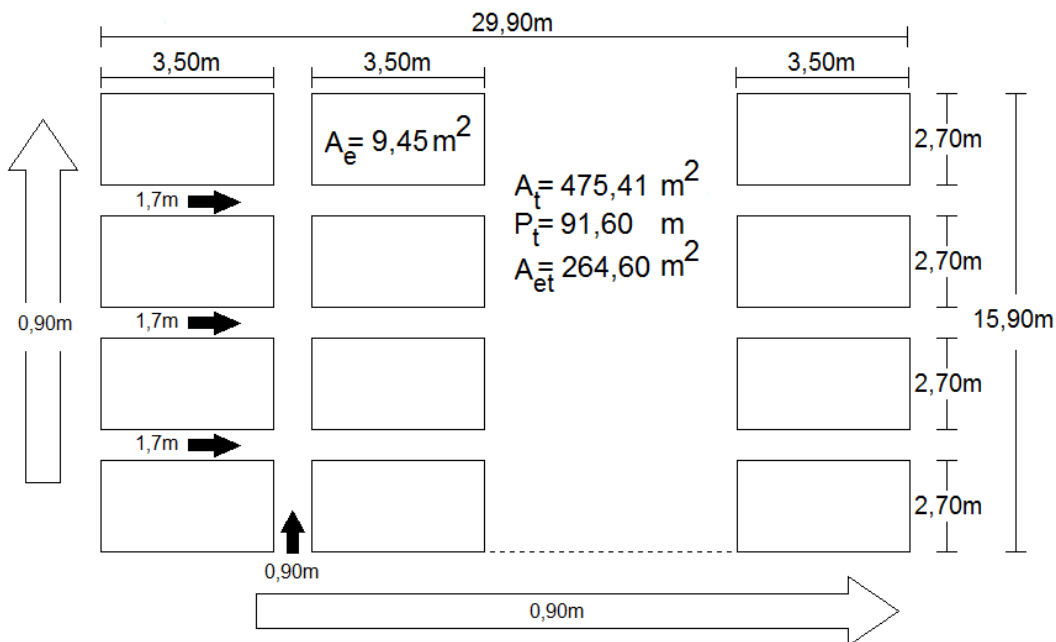 29,90m
3,50m 3,50m 3,50m
Ae= 9,45 m²
2,70m
At= 475,41 m²
Pt= 91,60 m
Aet= 264,60 m²
1,7m
2,70m
0,90m
1,7m
15,90m
2,70m
1,7m
2,70m
0,90m
0,90m